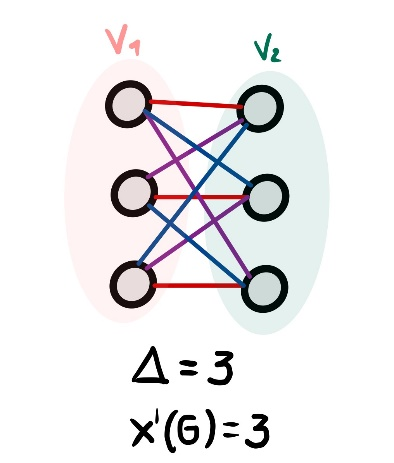 V₁ V₂
Δ = 3
χ'(G) = 3